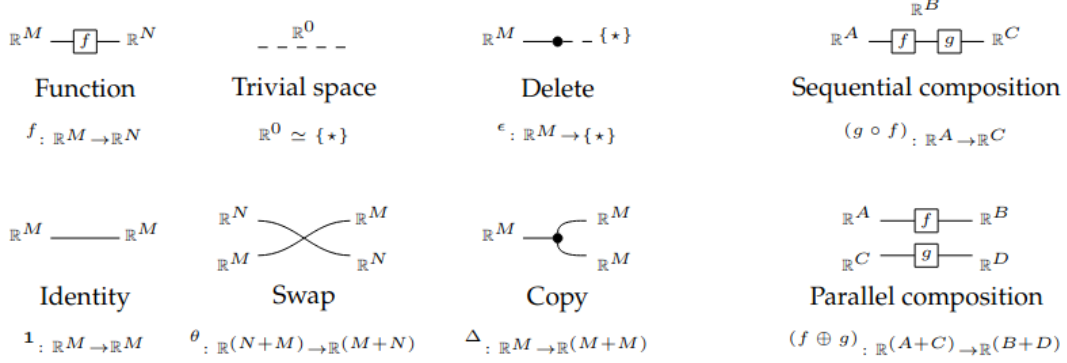 ℝ^B
ℝ^M f ℝ^N ℝ^0 ℝ^M {⋆} ℝ^A f g ℝ^C
Function Trivial space Delete Sequential composition
f : ℝ^M→ℝ^N ℝ^0 ≃ {⋆} ϵ : ℝ^M→{⋆} (g ∘ f) : ℝ^A→ℝ^C
ℝ^N ℝ^M ℝ^M ℝ^A f ℝ^B
ℝ^M ℝ^M ℝ^M
ℝ^M ℝ^N ℝ^M ℝ^C g ℝ^D
Identity Swap Copy Parallel composition
𝟏 : ℝ^M→ℝ^M θ : ℝ^(N+M)→ℝ^(M+N) Δ : ℝ^M→ℝ^(M+M) (f ⊕ g) : ℝ^(A+C)→ℝ^(B+D)